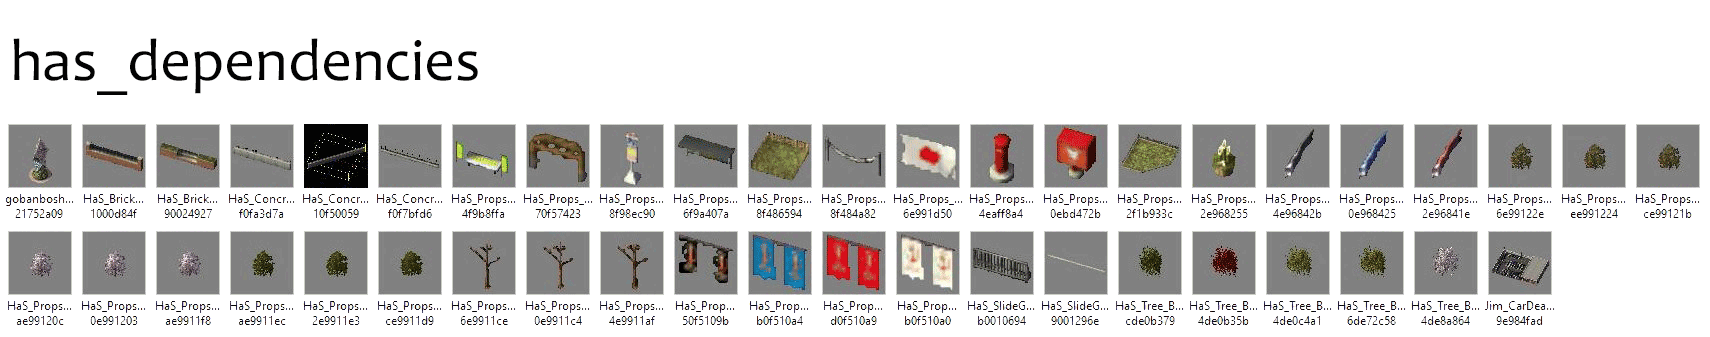 has_dependencies
gobanbosh... HaS_Brick... HaS_Brick... HaS_Concr... HaS_Concr... HaS_Concr... HaS_Props... HaS_Props_... HaS_Props... HaS_Props... HaS_Props... HaS_Props... HaS_Props_... HaS_Props... HaS_Props... HaS_Props... HaS_Props... HaS_Props... HaS_Props... HaS_Props... HaS_Props... HaS_Props... HaS_Props...
21752a09 1000d84f 90024927 f0fa3d7a 10f50059 f0f7bfd6 4f9b8ffa 70f57423 8f98ec90 6f9a407a 8f486594 8f484a82 6e991d50 4eaff8a4 0ebd472b 2f1b933c 2e968255 4e96842b 0e968425 2e96841e 6e99122e ee991224 ce99121b
HaS_Props... HaS_Props... HaS_Props... HaS_Props... HaS_Props... HaS_Props... HaS_Props... HaS_Props... HaS_Props... HaS_Prop... HaS_Props... HaS_Props... HaS_Prop... HaS_SlideG... HaS_SlideG... HaS_Tree_B... HaS_Tree_B... HaS_Tree_B... HaS_Tree_B... HaS_Tree_B... Jim_CarDea...
ae99120c 0e991203 ae9911f8 ae9911ec 2e9911e3 ce9911d9 6e9911ce 0e9911c4 4e9911af 50f5109b b0f510a4 d0f510a9 b0f510a0 b0010694 9001296e cde0b379 4de0b35b 4de0c4a1 6de72c58 4de8a864 9e984fad